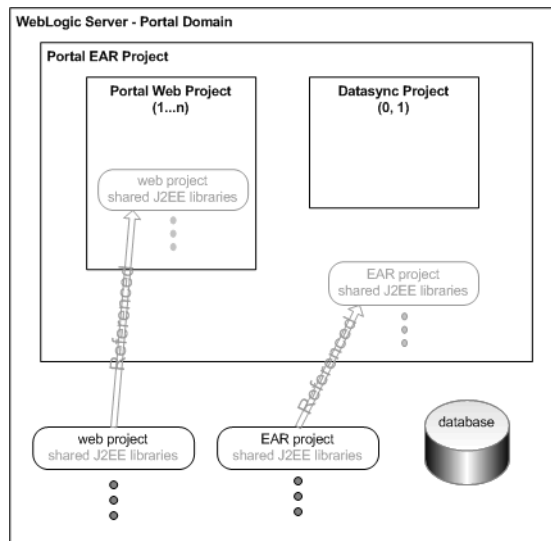 WebLogic Server - Portal Domain
Portal EAR Project
Portal Web Project
(1...n)
Datasync Project
(0, 1)
web project
shared J2EE libraries
EAR project
shared J2EE libraries
Referenced
Referenced
web project
shared J2EE libraries
EAR project
shared J2EE libraries
database